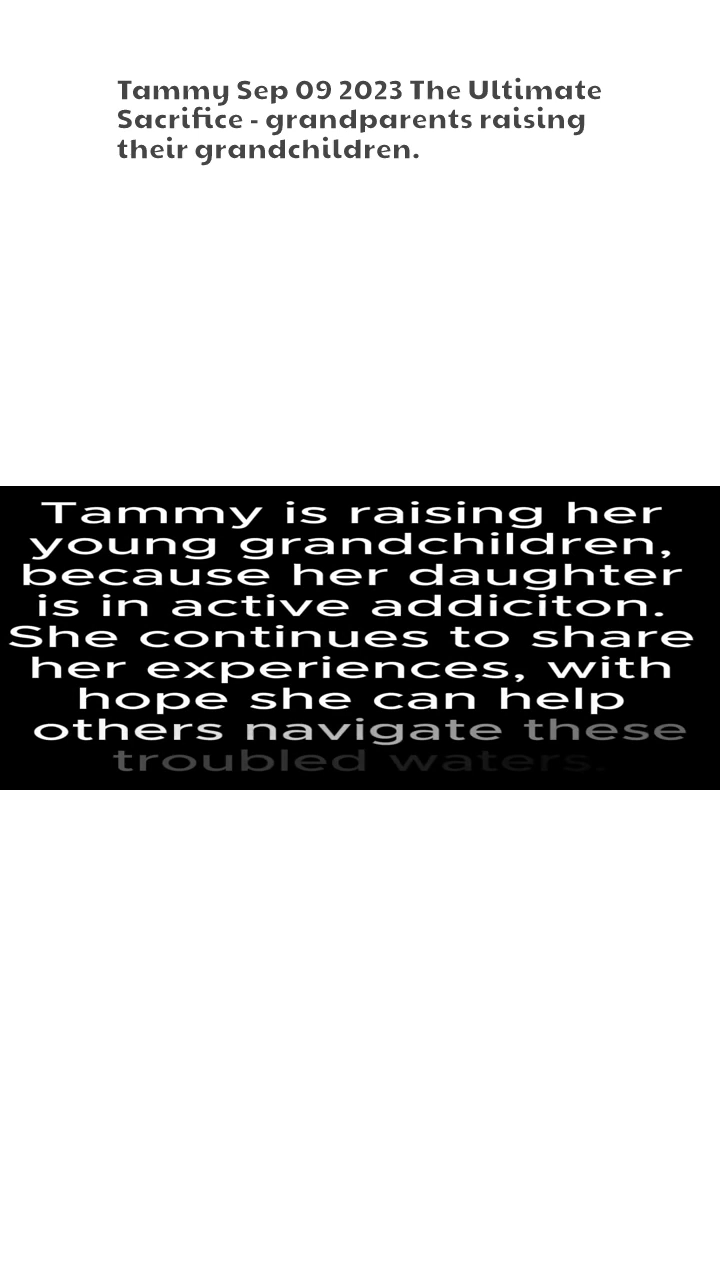 Tammy Sep 09 2023 The Ultimate
Sacrifice - grandparents raising
their grandchildren.
Tammy is raising her
young grandchildren,
because her daughter
is in active addiciton.
She continues to share
her experiences, with
hope she can help
others navigate these
troubled waters.